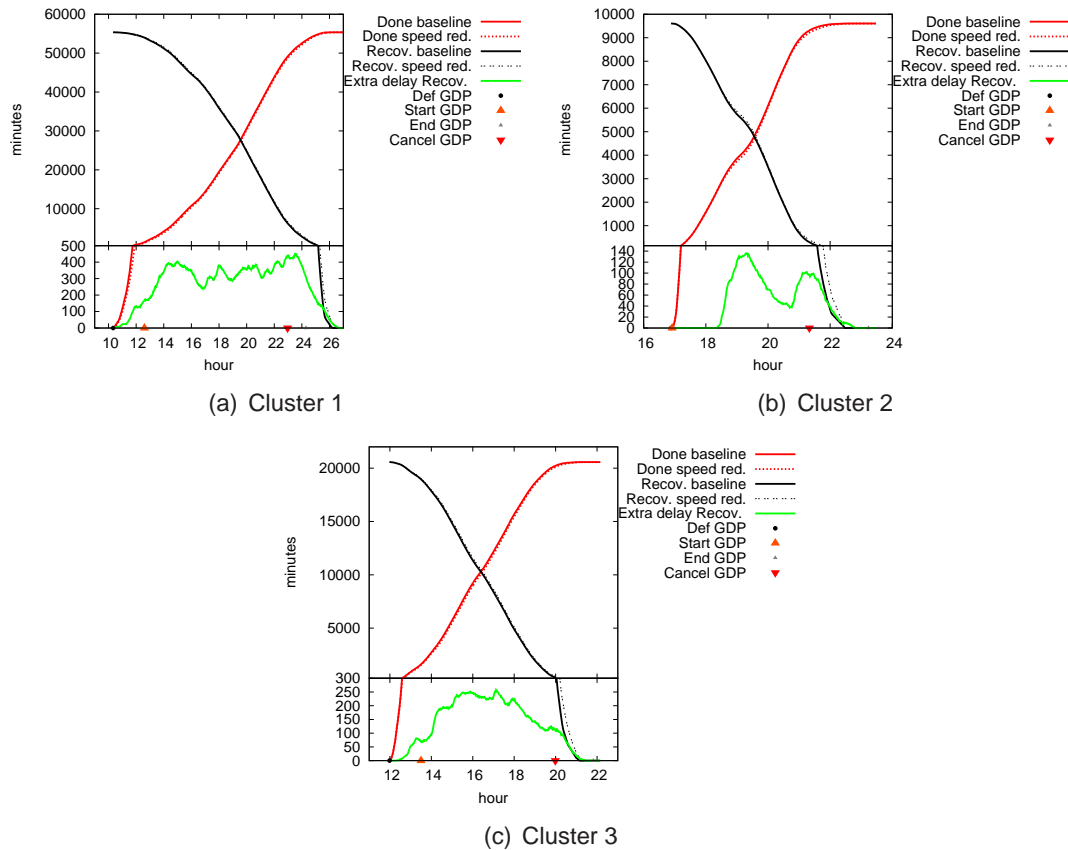 60000
50000
40000
30000
20000
10000
500
400
300
200
100
0
minutes
10 12 14 16 18 20 22 24 26
hour
Done baseline
Done speed red.
Recov. baseline
Recov. speed red.
Extra delay Recov.
Def GDP
Start GDP
End GDP
Cancel GDP
(a) Cluster 1
10000
9000
8000
7000
6000
5000
4000
3000
2000
1000
140
120
100
80
60
40
20
0
minutes
16 18 20 22 24
hour
Done baseline
Done speed red.
Recov. baseline
Recov. speed red.
Extra delay Recov.
Def GDP
Start GDP
End GDP
Cancel GDP
(b) Cluster 2
20000
15000
10000
5000
300
250
200
150
100
50
0
minutes
12 14 16 18 20 22
hour
Done baseline
Done speed red.
Recov. baseline
Recov. speed red.
Extra delay Recov.
Def GDP
Start GDP
End GDP
Cancel GDP
(c) Cluster 3